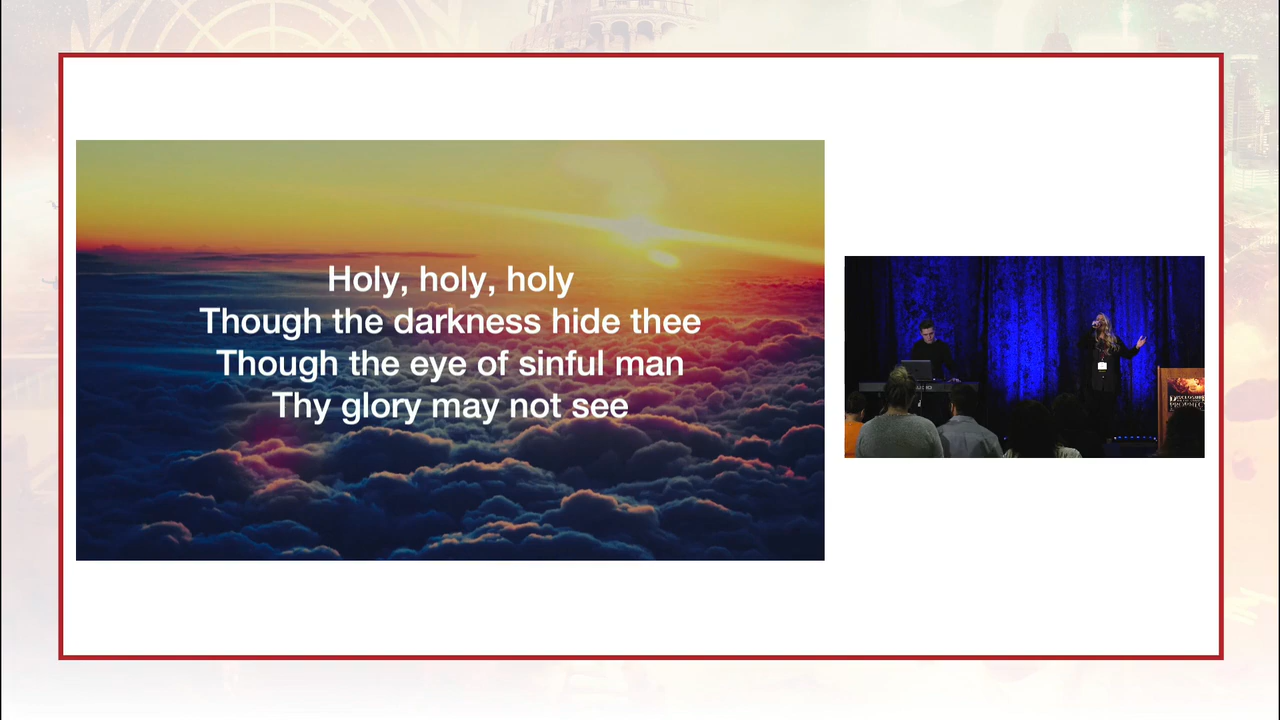 Holy, holy, holy
Though the darkness hide thee
Though the eye of sinful man
Thy glory may not see